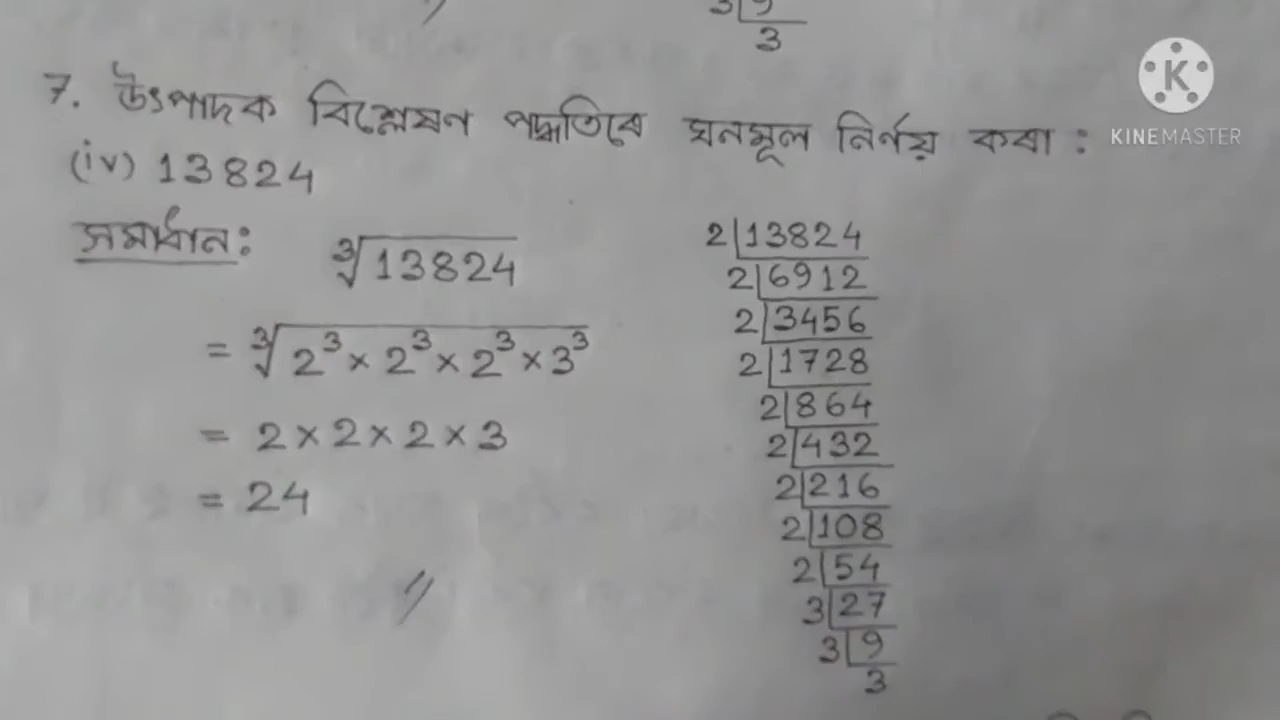 3|9
3
7. উৎপাদক বিশ্লেষণ পদ্ধতিৰে ঘনমূল নিৰ্ণয় কৰা :
(iv) 13824
সমাধান:
∛13824
= ∛2³ × 2³ × 2³ × 3³
= 2 × 2 × 2 × 3
= 24
2|13824
2|6912
2|3456
2|1728
2|864
2|432
2|216
2|108
2|54
3|27
3|9
3
K
KINEMASTER